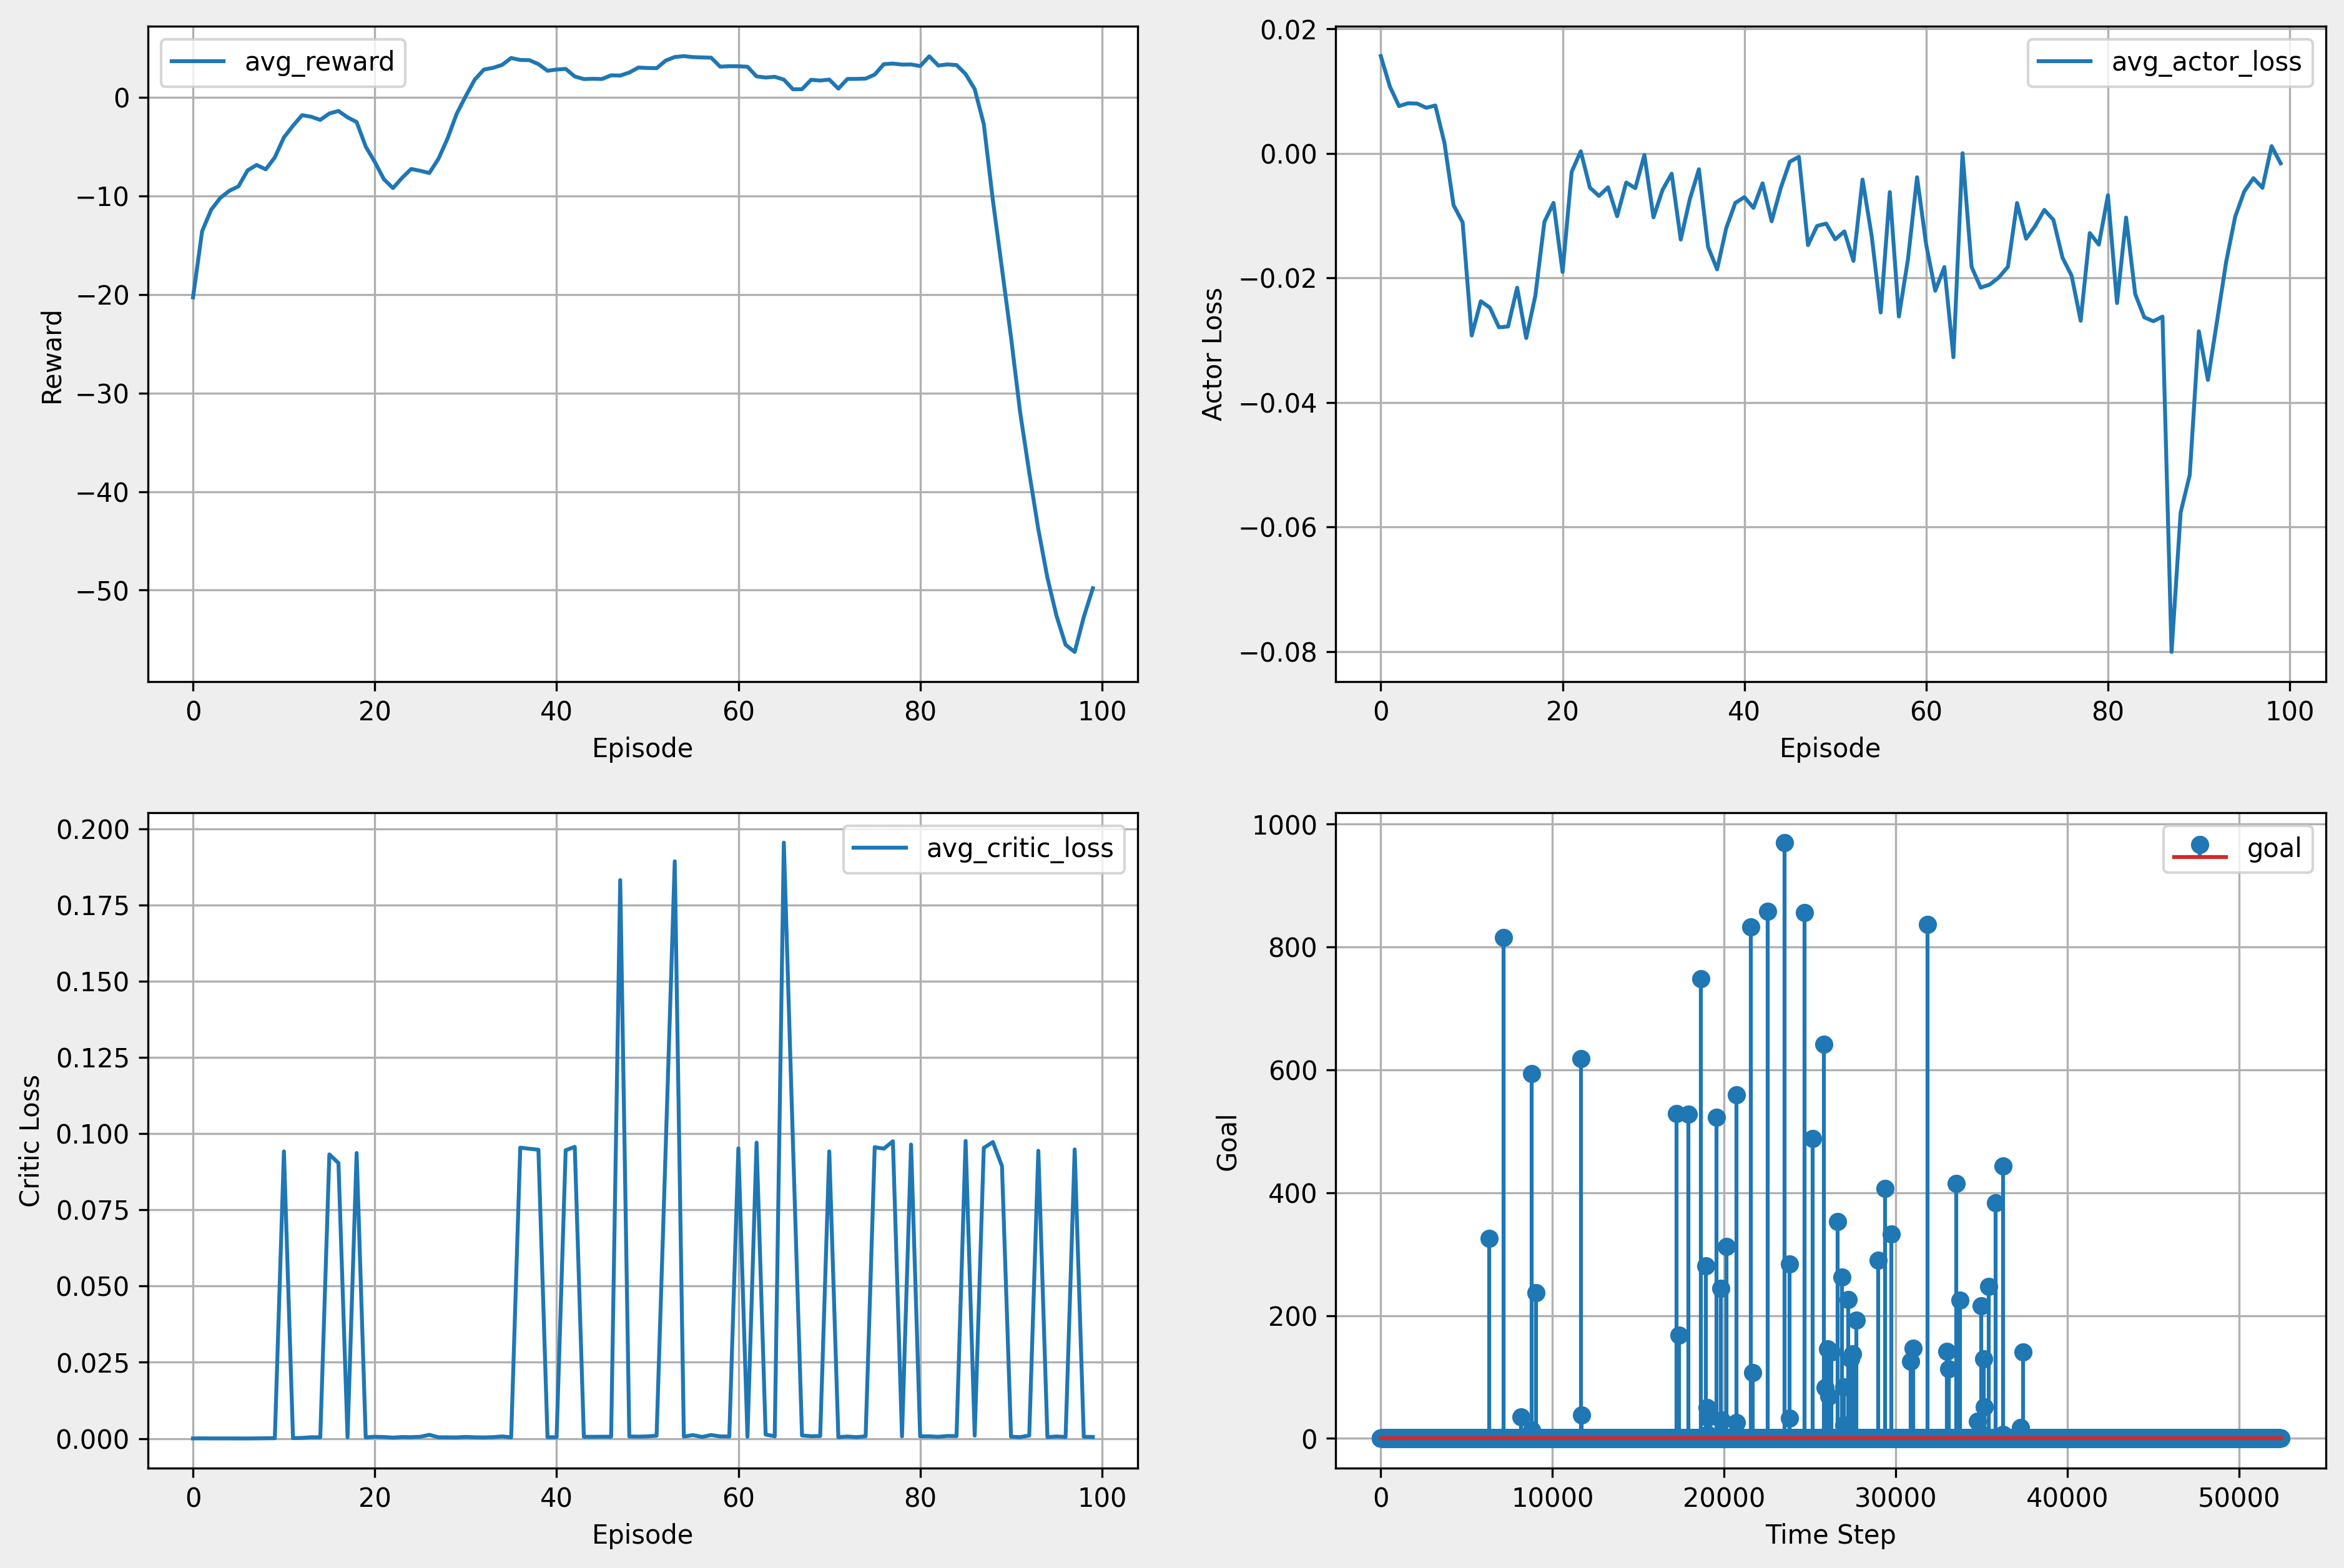 avg_reward
0
−10
−20
−30
−40
−50
Reward
0 20 40 60 80 100
Episode
avg_actor_loss
0.02
0.00
−0.02
−0.04
−0.06
−0.08
Actor Loss
0 20 40 60 80 100
Episode
avg_critic_loss
0.200
0.175
0.150
0.125
0.100
0.075
0.050
0.025
0.000
Critic Loss
0 20 40 60 80 100
Episode
goal
1000
800
600
400
200
0
Goal
0 10000 20000 30000 40000 50000
Time Step